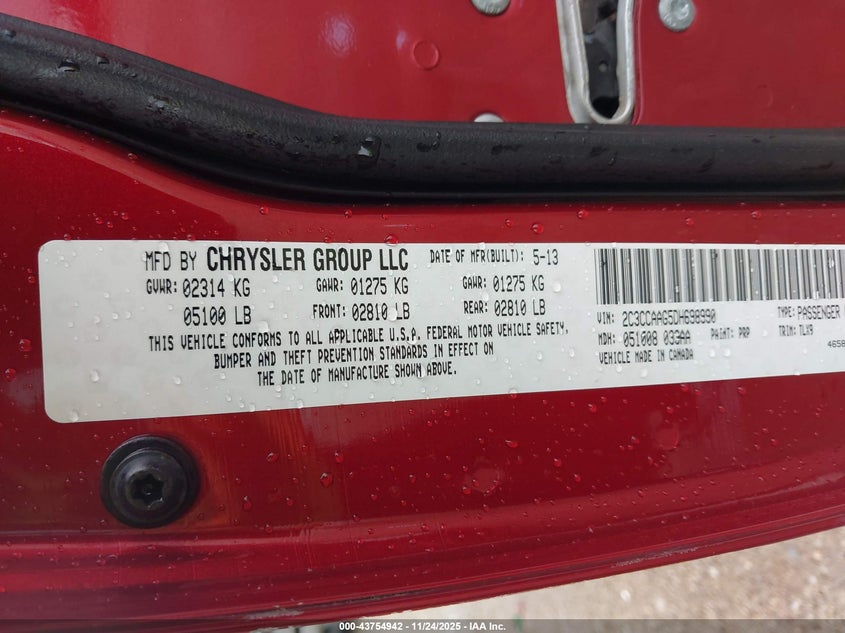 MFD BY CHRYSLER GROUP LLC DATE OF MFR(BUILT): 5-13
GVWR: 02314 KG GAWR: 01275 KG GAWR: 01275 KG
05100 LB FRONT: 02810 LB REAR: 02810 LB
THIS VEHICLE CONFORMS TO ALL APPLICABLE U.S.A. FEDERAL MOTOR VEHICLE SAFETY,
BUMPER AND THEFT PREVENTION STANDARDS IN EFFECT ON
THE DATE OF MANUFACTURE SHOWN ABOVE.
VIN: 2C3CCAAG5DH698990 TYPE: PASSENGER
MDH: 051008 033AA PAINT: PRP TRIM: TLX9
VEHICLE MADE IN CANADA 4658
000-43754942 - 11/24/2025 - IAA Inc.